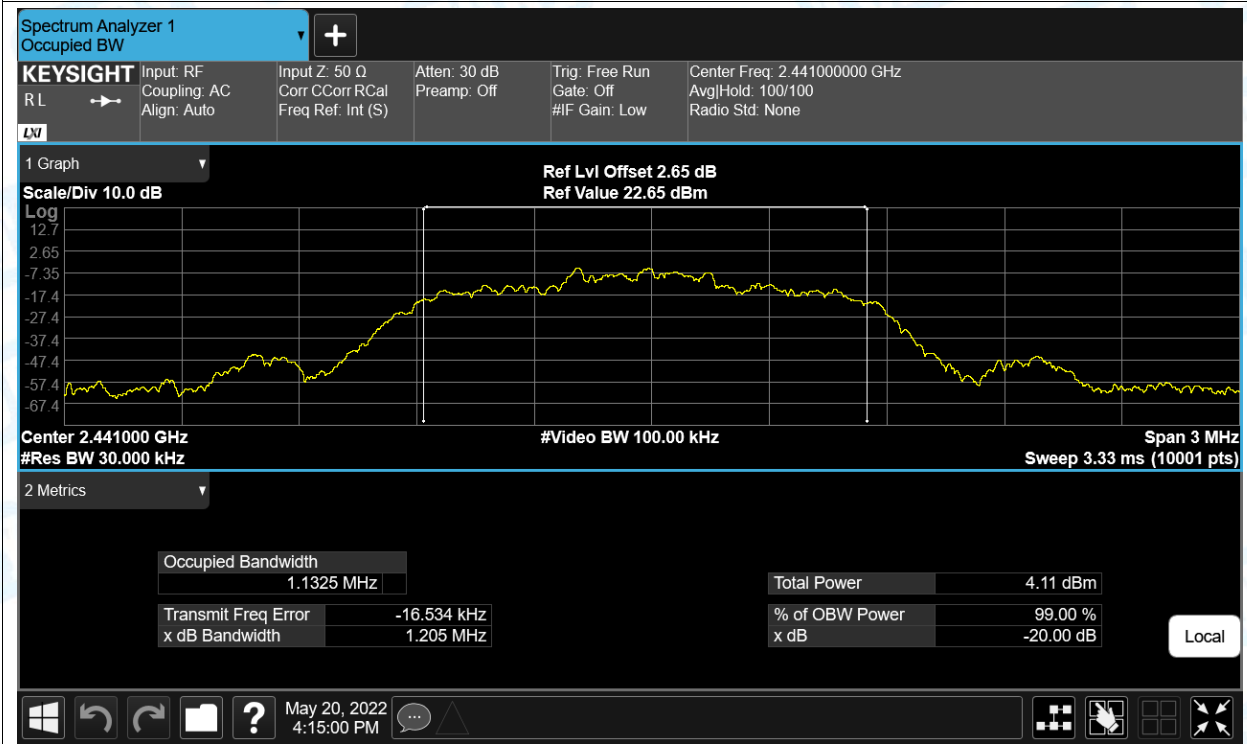 Spectrum Analyzer 1
Occupied BW
KEYSIGHT
R L
LXI
Input: RF
Coupling: AC
Align: Auto
Input Z: 50 Ω
Corr CCorr RCal
Freq Ref: Int (S)
Atten: 30 dB
Preamp: Off
Trig: Free Run
Gate: Off
#IF Gain: Low
Center Freq: 2.441000000 GHz
Avg|Hold: 100/100
Radio Std: None
1 Graph
Scale/Div 10.0 dB
Ref Lvl Offset 2.65 dB
Ref Value 22.65 dBm
Log
12.7
2.65
-7.35
-17.4
-27.4
-37.4
-47.4
-57.4
-67.4
Center 2.441000 GHz
#Res BW 30.000 kHz
#Video BW 100.00 kHz
Span 3 MHz
Sweep 3.33 ms (10001 pts)
2 Metrics
Occupied Bandwidth
1.1325 MHz
Transmit Freq Error -16.534 kHz
x dB Bandwidth 1.205 MHz
Total Power 4.11 dBm
% of OBW Power 99.00 %
x dB -20.00 dB
Local
May 20, 2022
4:15:00 PM